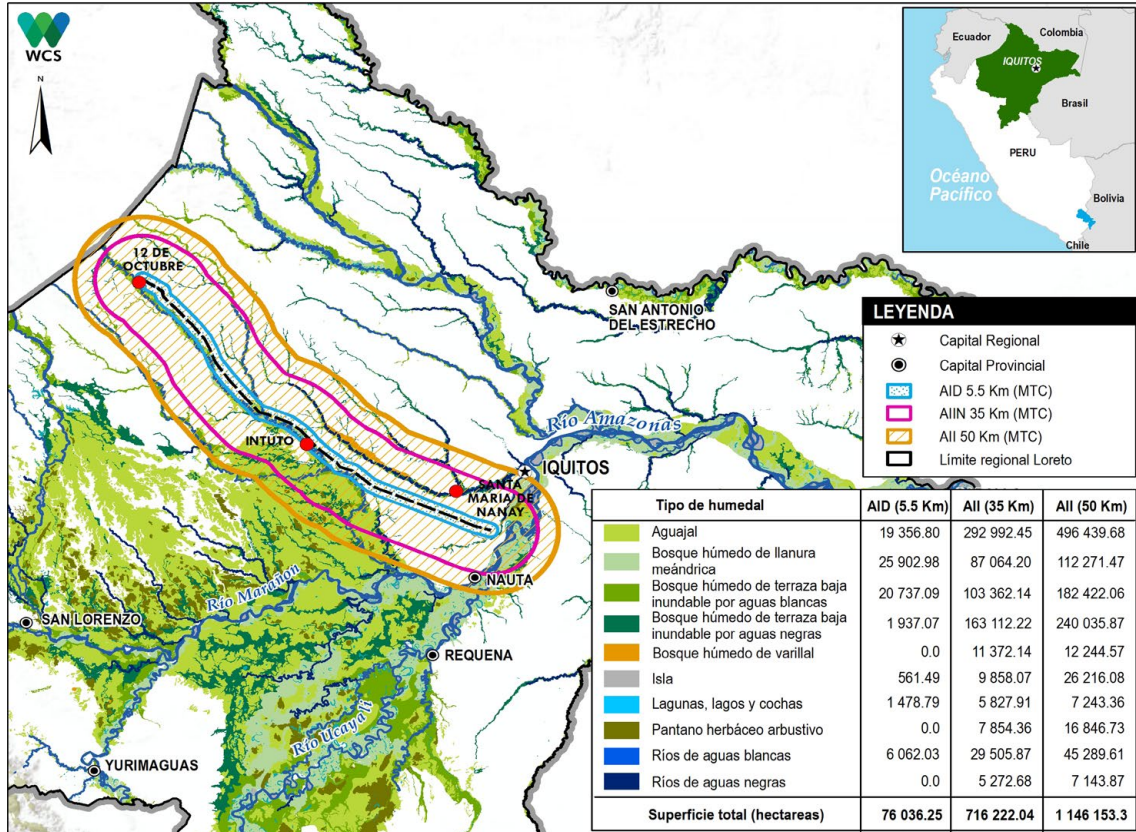 WCS
N
Ecuador
Colombia
IQUITOS
Brasil
PERU
Océano
Pacífico
Bolivia
Chile
12 DE
OCTUBRE
SAN ANTONIO
DEL ESTRECHO
INTUTO
Río Amazonas
IQUITOS
SANTA
MARIA DE
NANAY
NAUTA
Río Marañón
SAN LORENZO
REQUENA
Río Ucayali
YURIMAGUAS
LEYENDA
Capital Regional
Capital Provincial
AID 5.5 Km (MTC)
AIIN 35 Km (MTC)
AII 50 Km (MTC)
Límite regional Loreto
Tipo de humedal AID (5.5 Km) AII (35 Km) AII (50 Km)
Aguajal 19 356.80 292 992.45 496 439.68
Bosque húmedo de llanura
meándrica 25 902.98 87 064.20 112 271.47
Bosque húmedo de terraza baja
inundable por aguas blancas 20 737.09 103 362.14 182 422.06
Bosque húmedo de terraza baja
inundable por aguas negras 1 937.07 163 112.22 240 035.87
Bosque húmedo de varillal 0.0 11 372.14 12 244.57
Isla 561.49 9 858.07 26 216.08
Lagunas, lagos y cochas 1 478.79 5 827.91 7 243.36
Pantano herbáceo arbustivo 0.0 7 854.36 16 846.73
Ríos de aguas blancas 6 062.03 29 505.87 45 289.61
Ríos de aguas negras 0.0 5 272.68 7 143.87
Superficie total (hectareas) 76 036.25 716 222.04 1 146 153.3